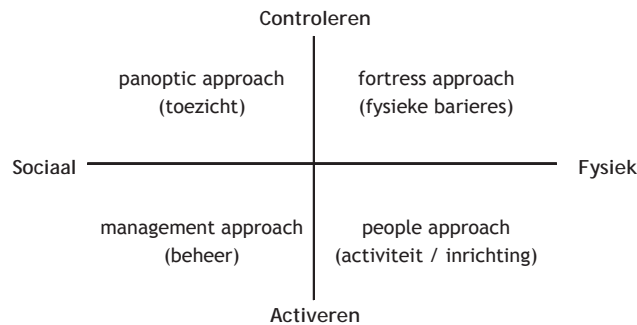 Controleren
panoptic approach
(toezicht)
fortress approach
(fysieke barieres)
Sociaal
Fysiek
management approach
(beheer)
people approach
(activiteit / inrichting)
Activeren